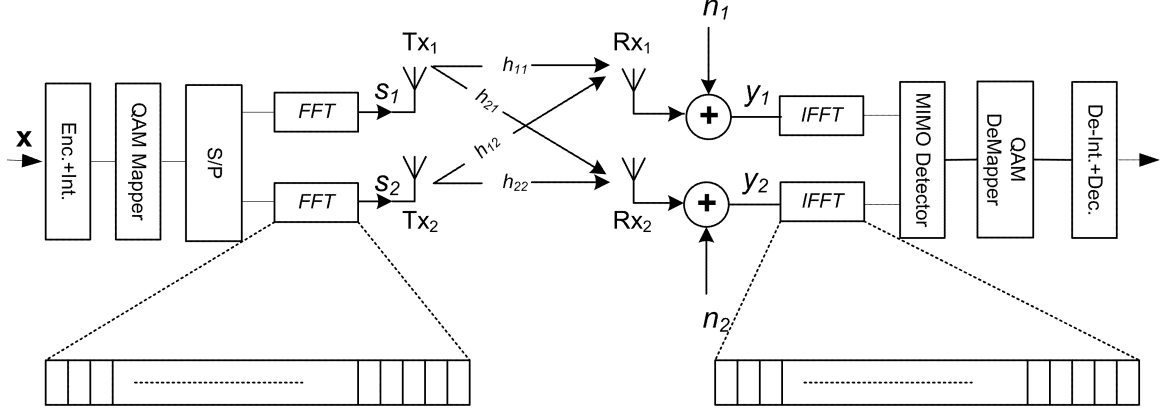 x
Enc.+Int.
QAM Mapper
S/P
FFT
s1
Tx1
FFT
s2
Tx2
h11
h21
h12
h22
Rx1
Rx2
n1
+
y1
IFFT
+
y2
IFFT
n2
MIMO Detector
QAM
DeMapper
De-Int.+Dec.